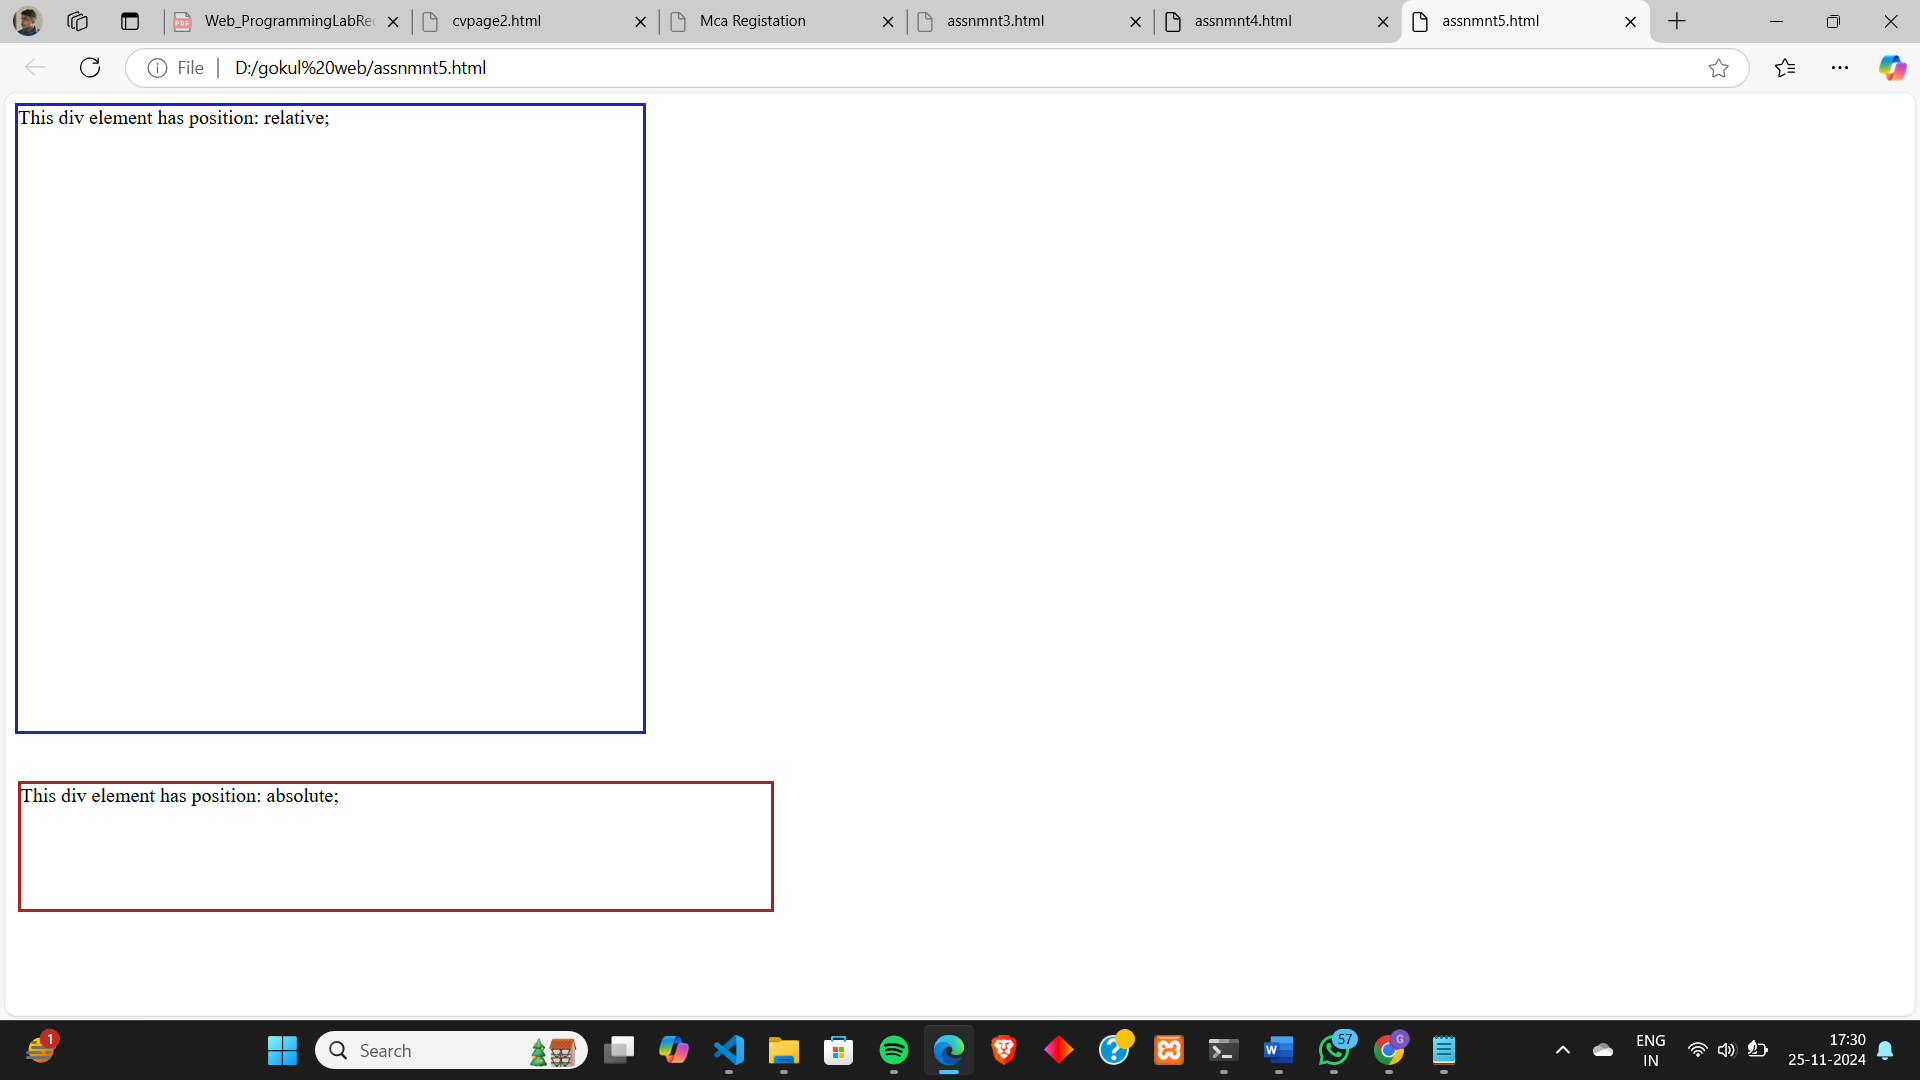 Web_ProgrammingLabRec
cvpage2.html
Mca Registation
assnmnt3.html
assnmnt4.html
assnmnt5.html
File
D:/gokul%20web/assnmnt5.html
This div element has position: relative;
This div element has position: absolute;
1
Search
57
G
ENG
IN
17:30
25-11-2024